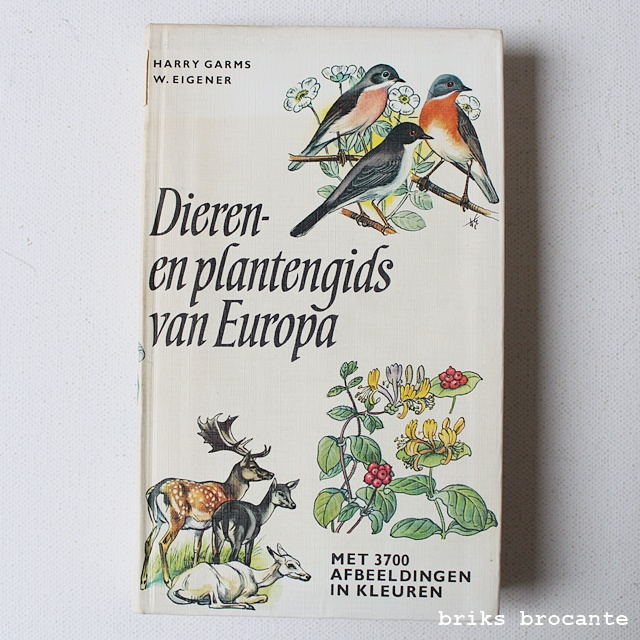 HARRY GARMS
W. EIGENER
Dieren-
en plantengids
van Europa
MET 3700
AFBEELDINGEN
IN KLEUREN
briks brocante